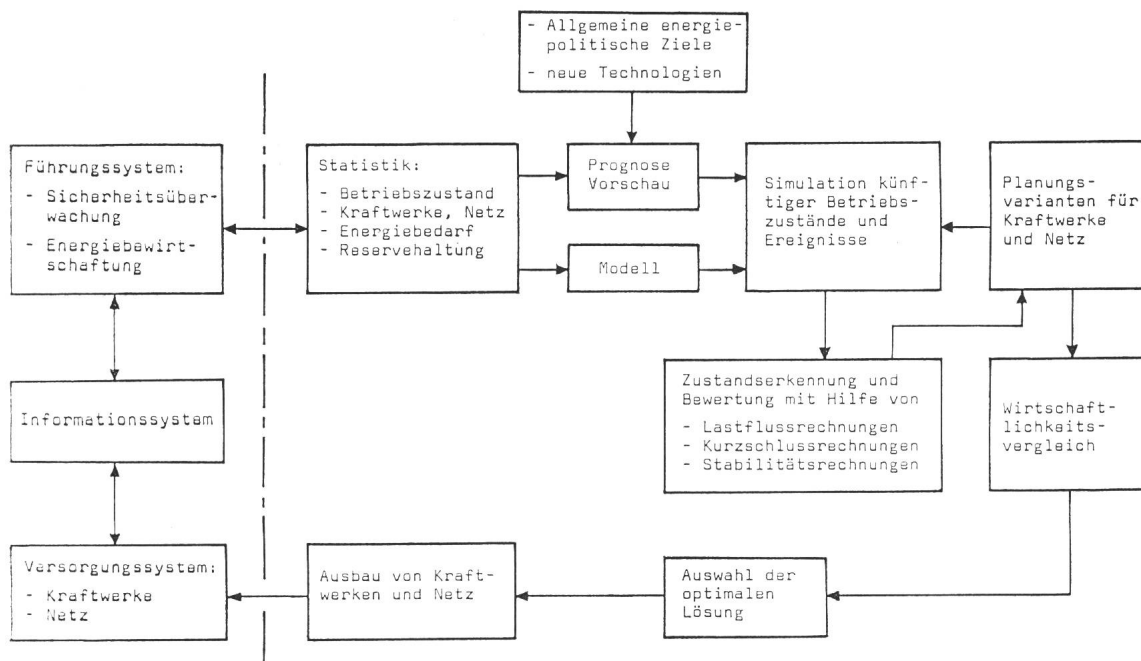 - Allgemeine energie-
politische Ziele
- neue Technologien
Führungssystem:
- Sicherheitsüber-
wachung
- Energiebewirt-
schaftung
Statistik:
- Betriebszustand
- Kraftwerke, Netz
- Energiebedarf
- Reservehaltung
Prognose
Vorschau
Modell
Simulation künf-
tiger Betriebs-
zustände und
Ereignisse
Planungs-
varianten für
Kraftwerke
und Netz
Informationssystem
Zustandserkennung und
Bewertung mit Hilfe von
- Lastflussrechnungen
- Kurzschlussrechnungen
- Stabilitätsrechnungen
Wirtschaft-
lichkeits-
vergleich
Versorgungssystem:
- Kraftwerke
- Netz
Ausbau von Kraft-
werken und Netz
Auswahl der
optimalen
Lösung